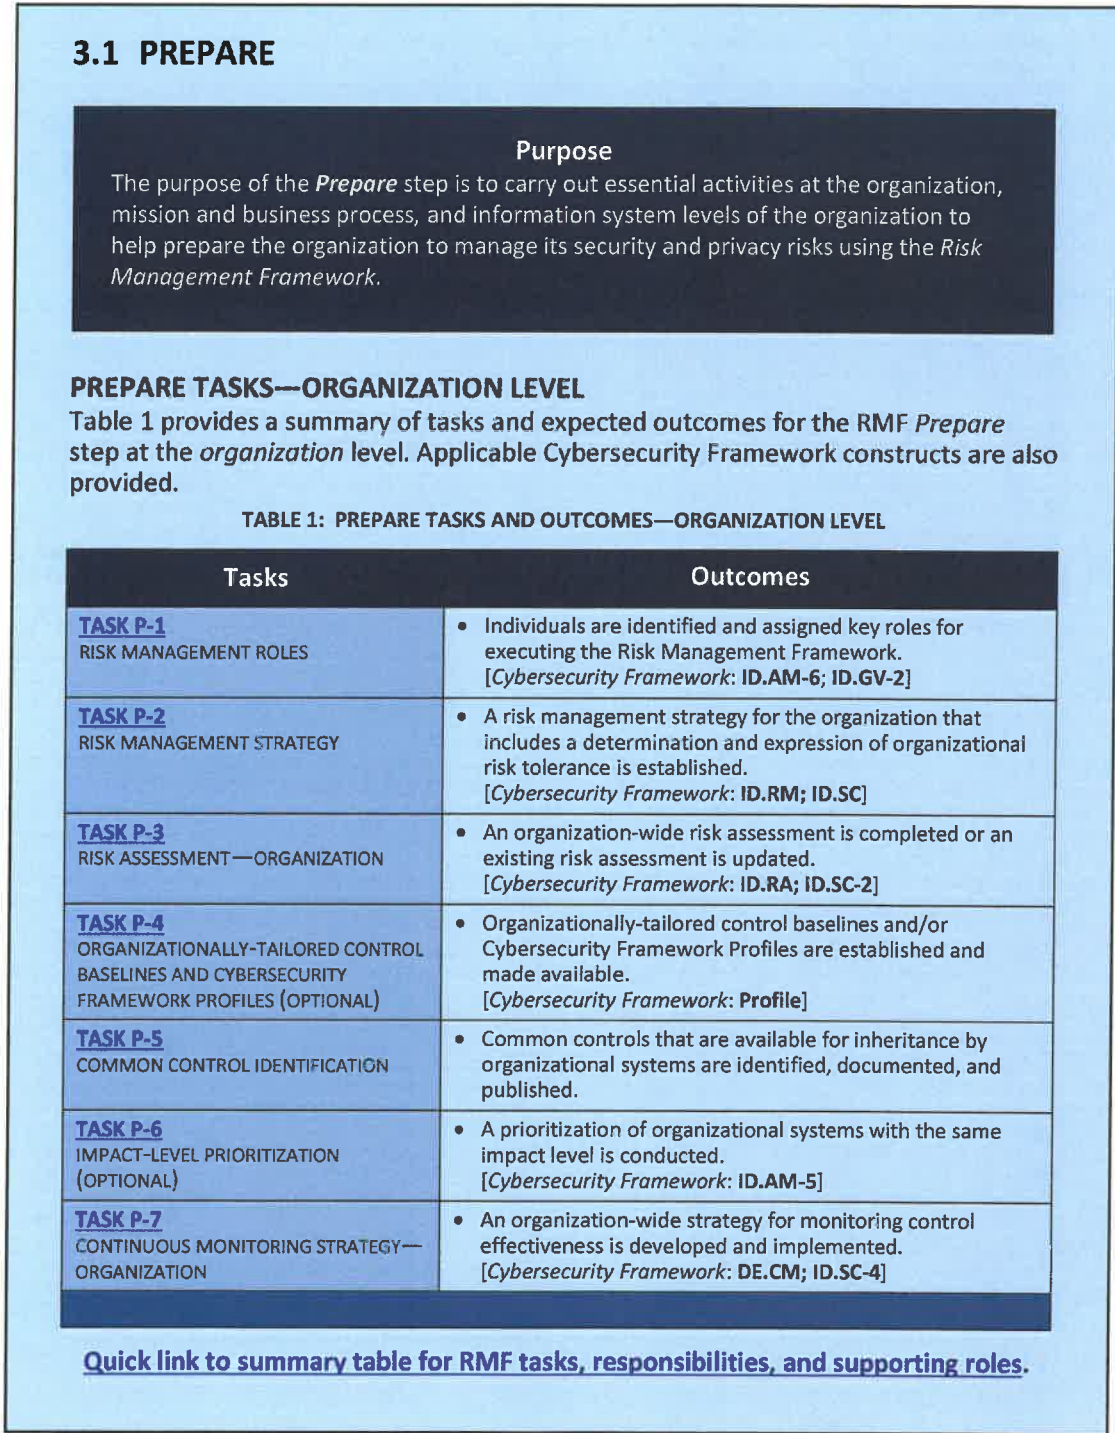 3.1 PREPARE
Purpose
The purpose of the Prepare step is to carry out essential activities at the organization,
mission and business process, and information system levels of the organization to
help prepare the organization to manage its security and privacy risks using the Risk
Management Framework.
PREPARE TASKS—ORGANIZATION LEVEL
Table 1 provides a summary of tasks and expected outcomes for the RMF Prepare
step at the organization level. Applicable Cybersecurity Framework constructs are also
provided.
TABLE 1: PREPARE TASKS AND OUTCOMES—ORGANIZATION LEVEL
Tasks
Outcomes
TASK P-1
RISK MANAGEMENT ROLES
• Individuals are identified and assigned key roles for
executing the Risk Management Framework.
[Cybersecurity Framework: ID.AM-6; ID.GV-2]
TASK P-2
RISK MANAGEMENT STRATEGY
• A risk management strategy for the organization that
includes a determination and expression of organizational
risk tolerance is established.
[Cybersecurity Framework: ID.RM; ID.SC]
TASK P-3
RISK ASSESSMENT—ORGANIZATION
• An organization-wide risk assessment is completed or an
existing risk assessment is updated.
[Cybersecurity Framework: ID.RA; ID.SC-2]
TASK P-4
ORGANIZATIONALLY-TAILORED CONTROL
BASELINES AND CYBERSECURITY
FRAMEWORK PROFILES (OPTIONAL)
• Organizationally-tailored control baselines and/or
Cybersecurity Framework Profiles are established and
made available.
[Cybersecurity Framework: Profile]
TASK P-5
COMMON CONTROL IDENTIFICATION
• Common controls that are available for inheritance by
organizational systems are identified, documented, and
published.
TASK P-6
IMPACT-LEVEL PRIORITIZATION
(OPTIONAL)
• A prioritization of organizational systems with the same
impact level is conducted.
[Cybersecurity Framework: ID.AM-5]
TASK P-7
CONTINUOUS MONITORING STRATEGY—
ORGANIZATION
• An organization-wide strategy for monitoring control
effectiveness is developed and implemented.
[Cybersecurity Framework: DE.CM; ID.SC-4]
Quick link to summary table for RMF tasks, responsibilities, and supporting roles.